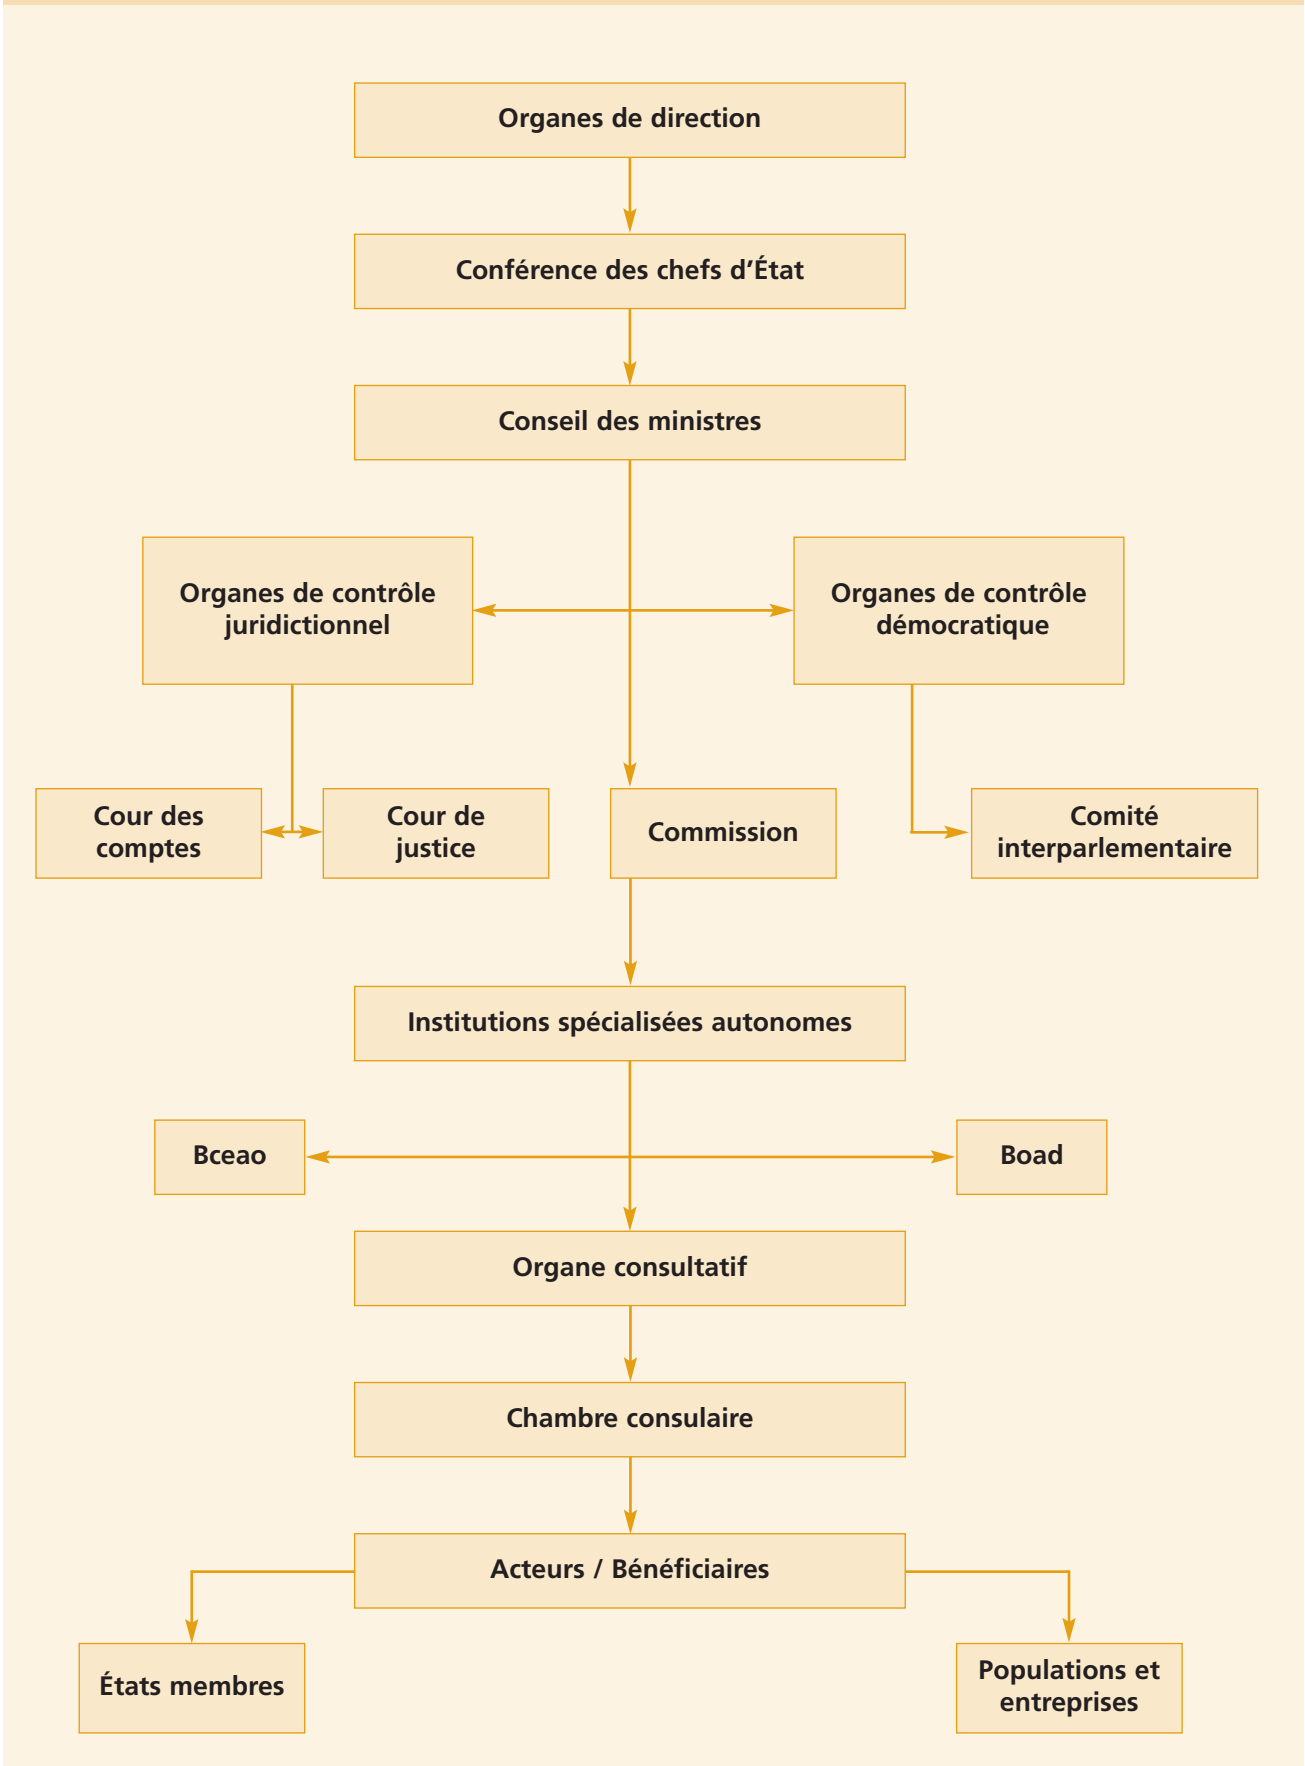 Organes de direction
Conférence des chefs d’État
Conseil des ministres
Organes de contrôle
juridictionnel
Organes de contrôle
démocratique
Cour des
comptes
Cour de
justice
Commission
Comité
interparlementaire
Institutions spécialisées autonomes
Bceao
Boad
Organe consultatif
Chambre consulaire
Acteurs / Bénéficiaires
États membres
Populations et
entreprises